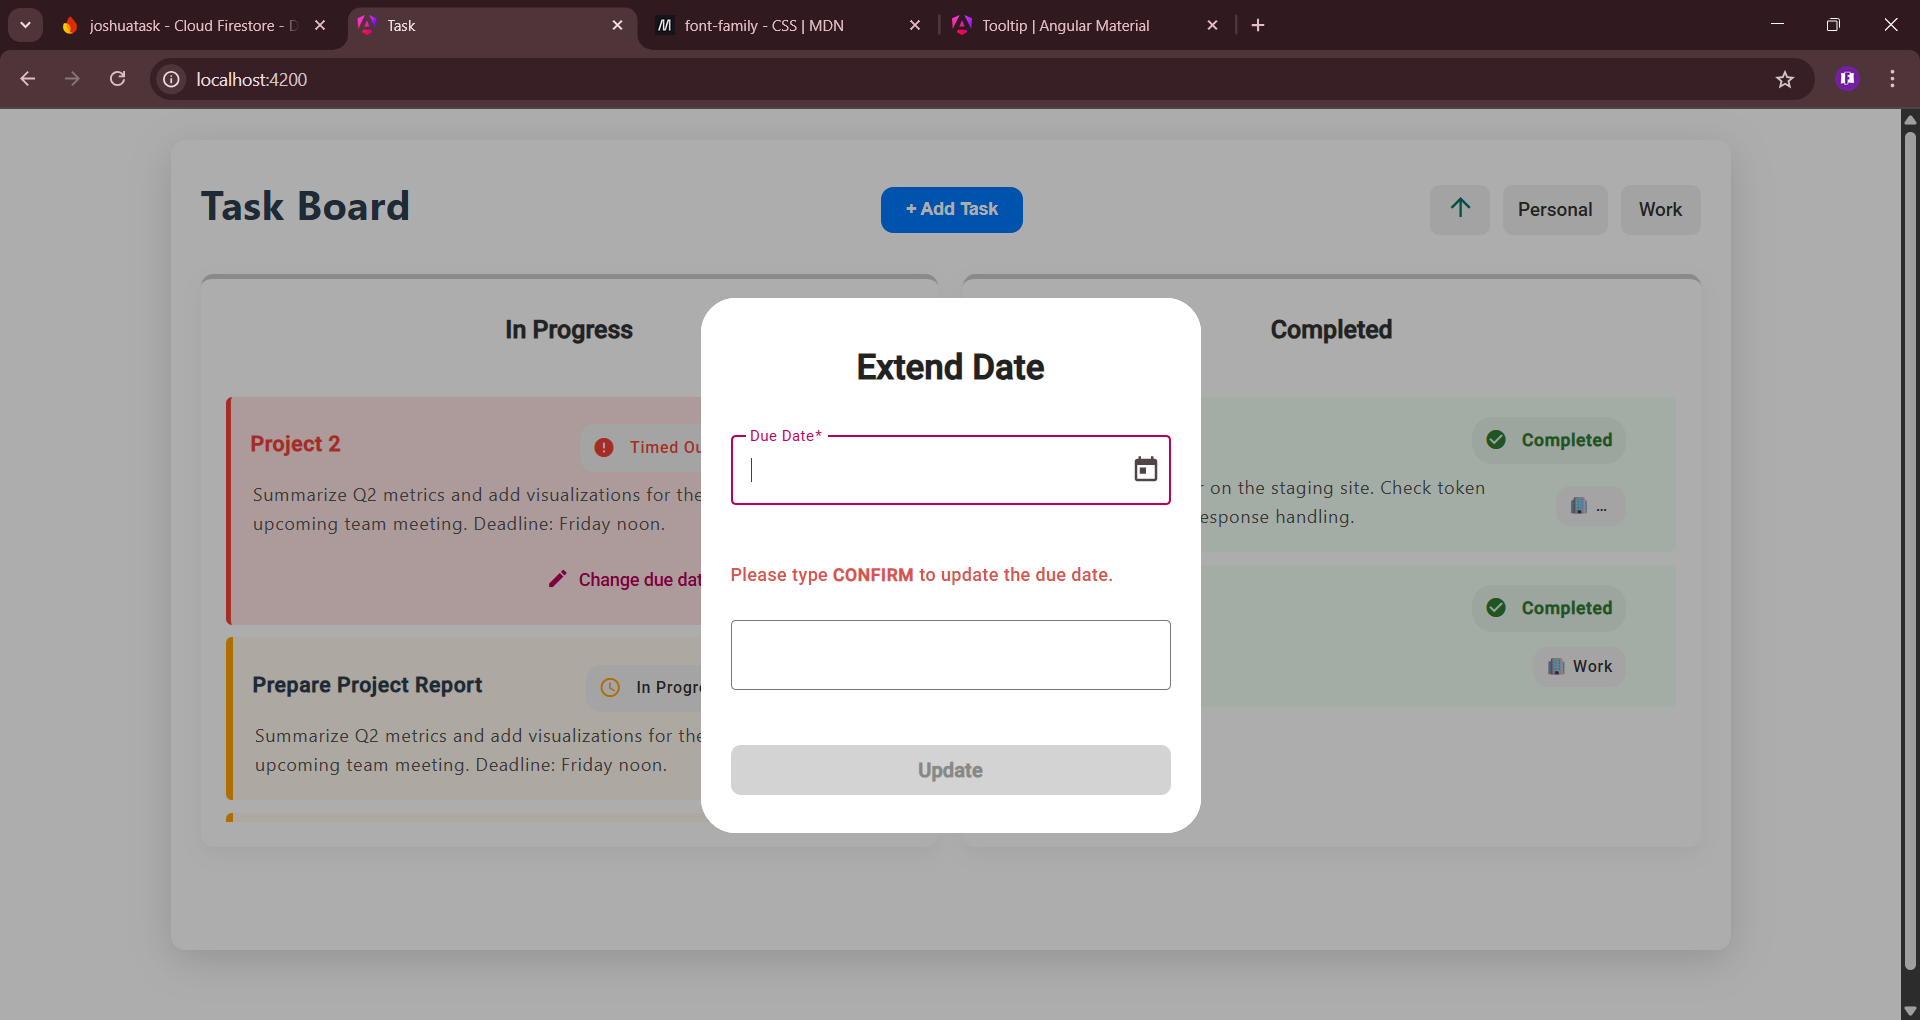 joshuatask - Cloud Firestore - D
Task
font-family - CSS | MDN
Tooltip | Angular Material
localhost:4200
Task Board
+ Add Task
Personal
Work
In Progress
Completed
Extend Date
Due Date*
Please type CONFIRM to update the due date.
Update
Project 2
Timed Ou
Summarize Q2 metrics and add visualizations for the
upcoming team meeting. Deadline: Friday noon.
Change due dat
Prepare Project Report
In Progre
Summarize Q2 metrics and add visualizations for the
upcoming team meeting. Deadline: Friday noon.
Completed
on the staging site. Check token
...
esponse handling.
Completed
Work